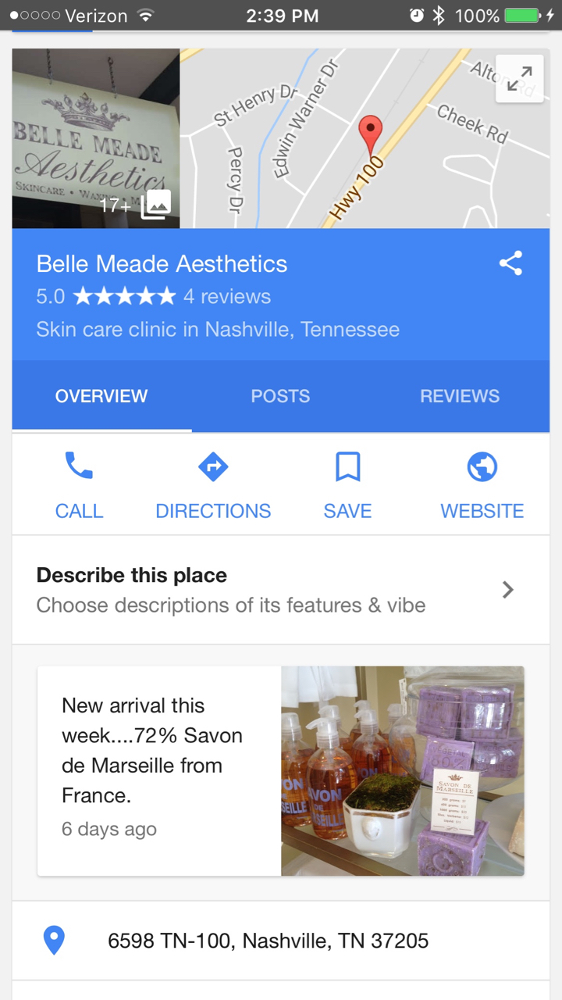 Verizon 2:39 PM 100%
BELLE MEADE
Aesthetics
SKINCARE • WAXING
17+
St Henry Dr
Edwin Warner Dr
Percy Dr
Hwy 100
Cheek Rd
Alton Rd
Belle Meade Aesthetics
5.0 ★★★★★ 4 reviews
Skin care clinic in Nashville, Tennessee
OVERVIEW POSTS REVIEWS
CALL DIRECTIONS SAVE WEBSITE
Describe this place
Choose descriptions of its features & vibe
New arrival this
week....72% Savon
de Marseille from
France.
6 days ago
SAVON DE
MARSEILLE
6598 TN-100, Nashville, TN 37205